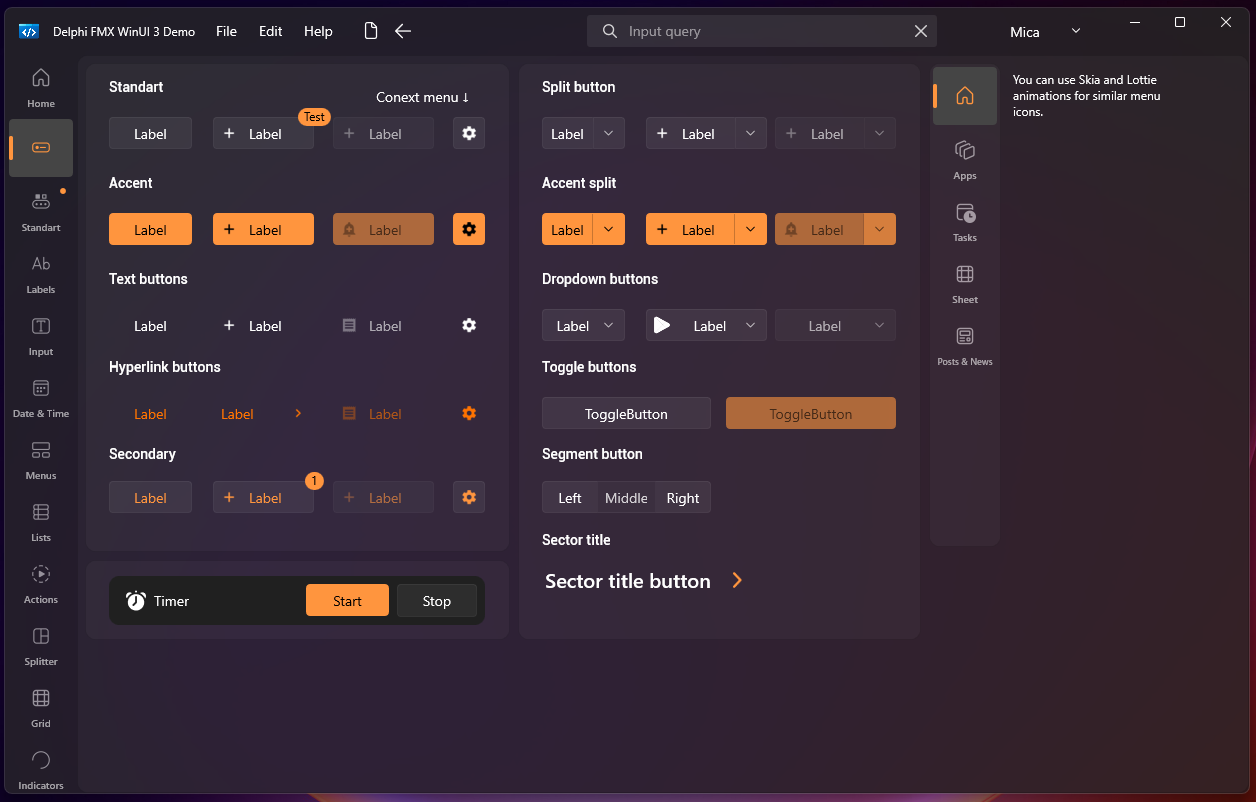 Delphi FMX WinUI 3 Demo
File
Edit
Help
Input query
Mica
Home
Standart
Labels
Ab
Input
Date & Time
Menus
Lists
Actions
Splitter
Grid
Indicators
Standart
Conext menu ↓
Test
Label
+ Label
+ Label
Accent
Label
+ Label
Label
Text buttons
Label
+ Label
Label
Hyperlink buttons
Label
Label
Label
Secondary
1
Label
+ Label
+ Label
Timer
Start
Stop
Split button
Label
+ Label
+ Label
Accent split
Label
+ Label
Label
Dropdown buttons
Label
Label
Label
Toggle buttons
ToggleButton
ToggleButton
Segment button
Left
Middle
Right
Sector title
Sector title button
Apps
Tasks
Sheet
Posts & News
You can use Skia and Lottie
animations for similar menu
icons.